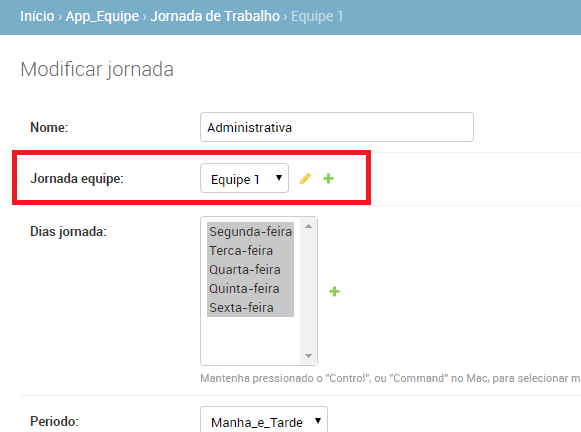 Início › App_Equipe › Jornada de Trabalho › Equipe 1
Modificar jornada
Nome: Administrativa
Jornada equipe: Equipe 1
Dias jornada:
Segunda-feira
Terca-feira
Quarta-feira
Quinta-feira
Sexta-feira
Mantenha pressionado o "Control", ou "Command" no Mac, para selecionar m
Periodo: Manha_e_Tarde